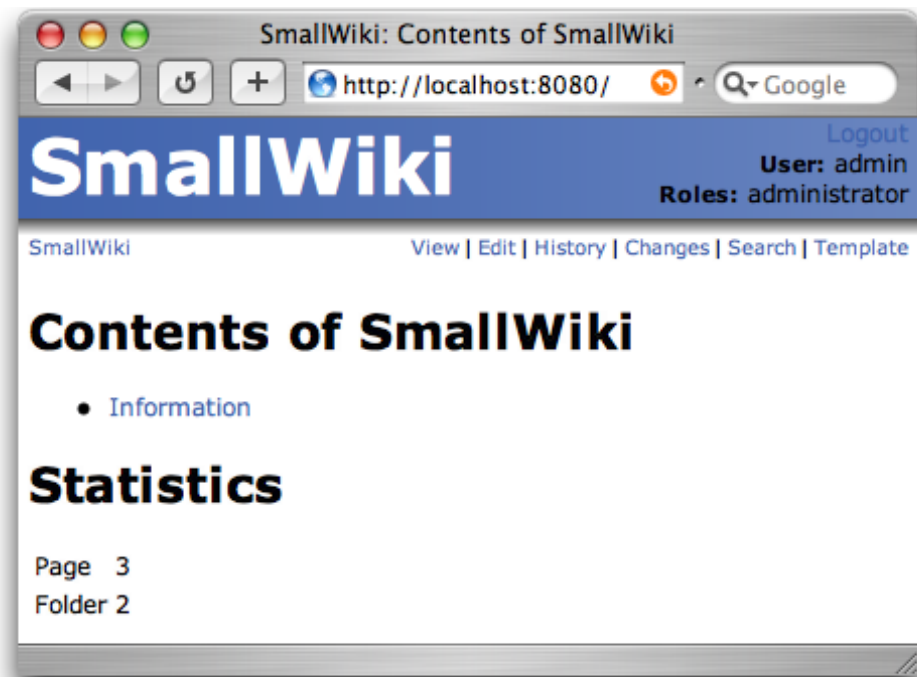 SmallWiki: Contents of SmallWiki
http://localhost:8080/
Google
SmallWiki
Logout
User: admin
Roles: administrator
SmallWiki
View | Edit | History | Changes | Search | Template
Contents of SmallWiki
• Information
Statistics
Page 3
Folder 2